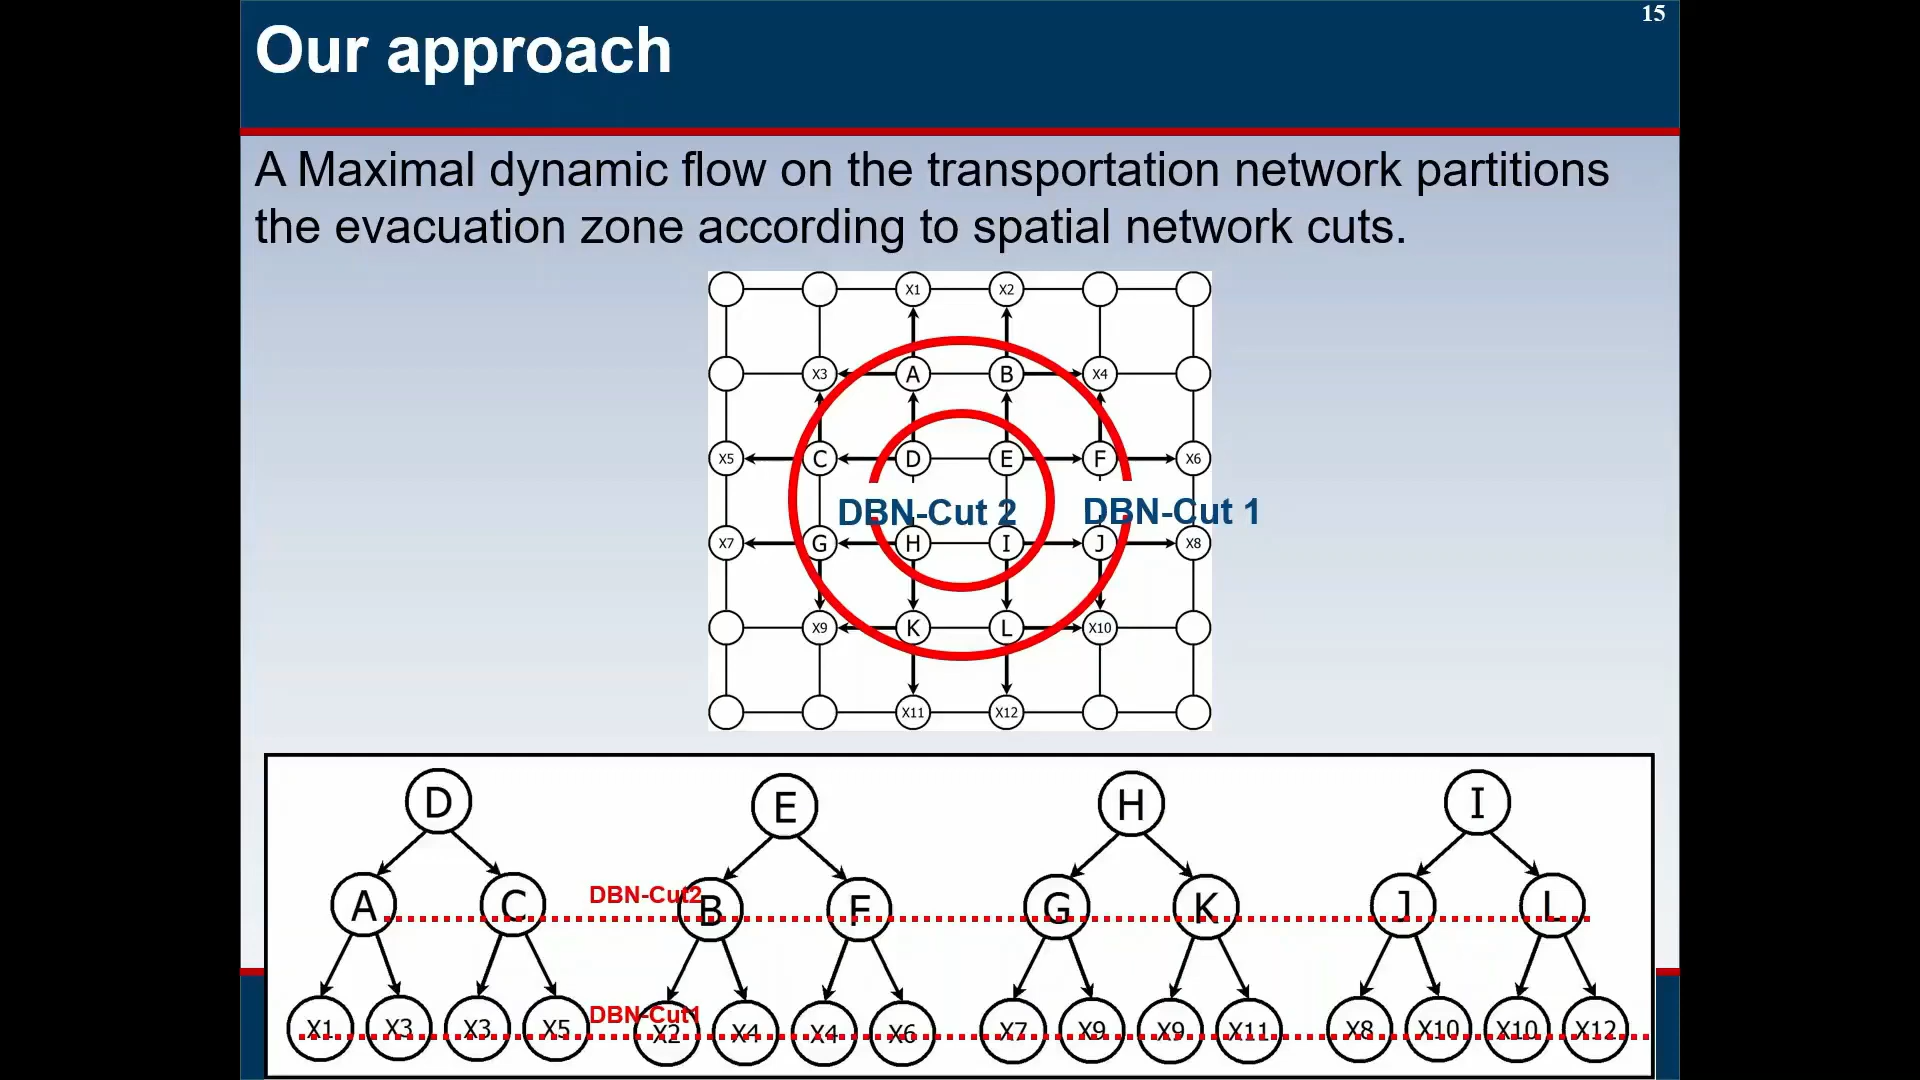 15
Our approach
A Maximal dynamic flow on the transportation network partitions
the evacuation zone according to spatial network cuts.
X1 X2
X3 A B X4
X5 C D E F X6
DBN-Cut 2 DBN-Cut 1
X7 G H I J X8
X9 K L X10
X11 X12
D E H I
DBN-Cut2
A C B F G K J L
DBN-Cut1
X1 X3 X3 X5 X2 X4 X4 X6 X7 X9 X9 X11 X8 X10 X10 X12